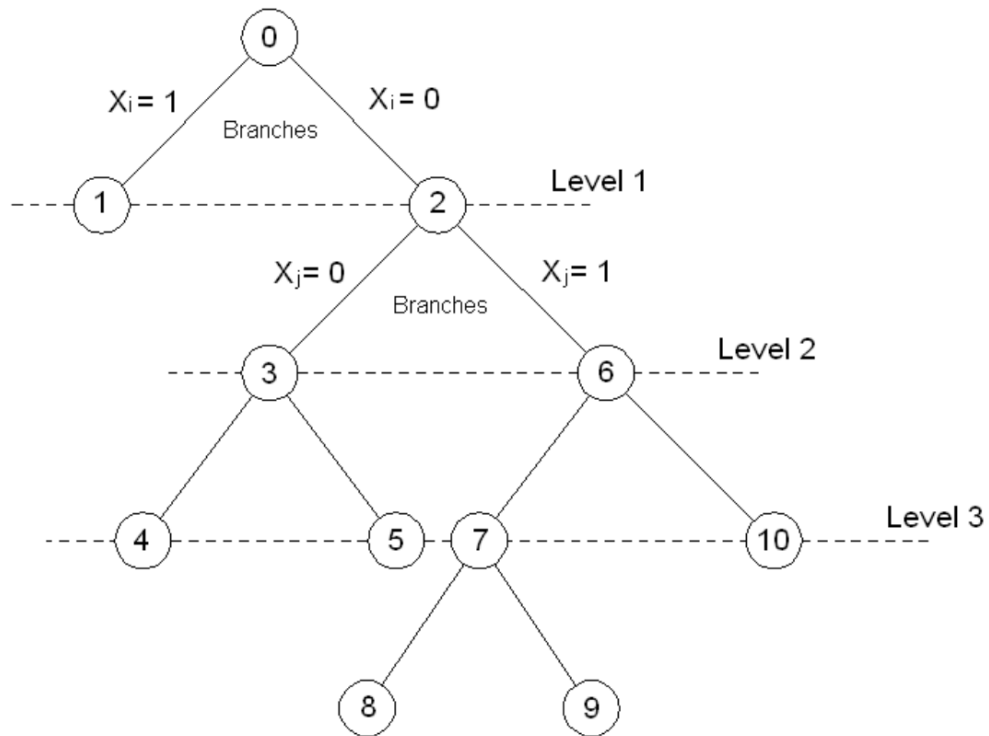 0
Xi = 1
Xi = 0
Branches
1
2
Level 1
Xj = 0
Xj = 1
Branches
3
6
Level 2
4
5
7
10
Level 3
8
9